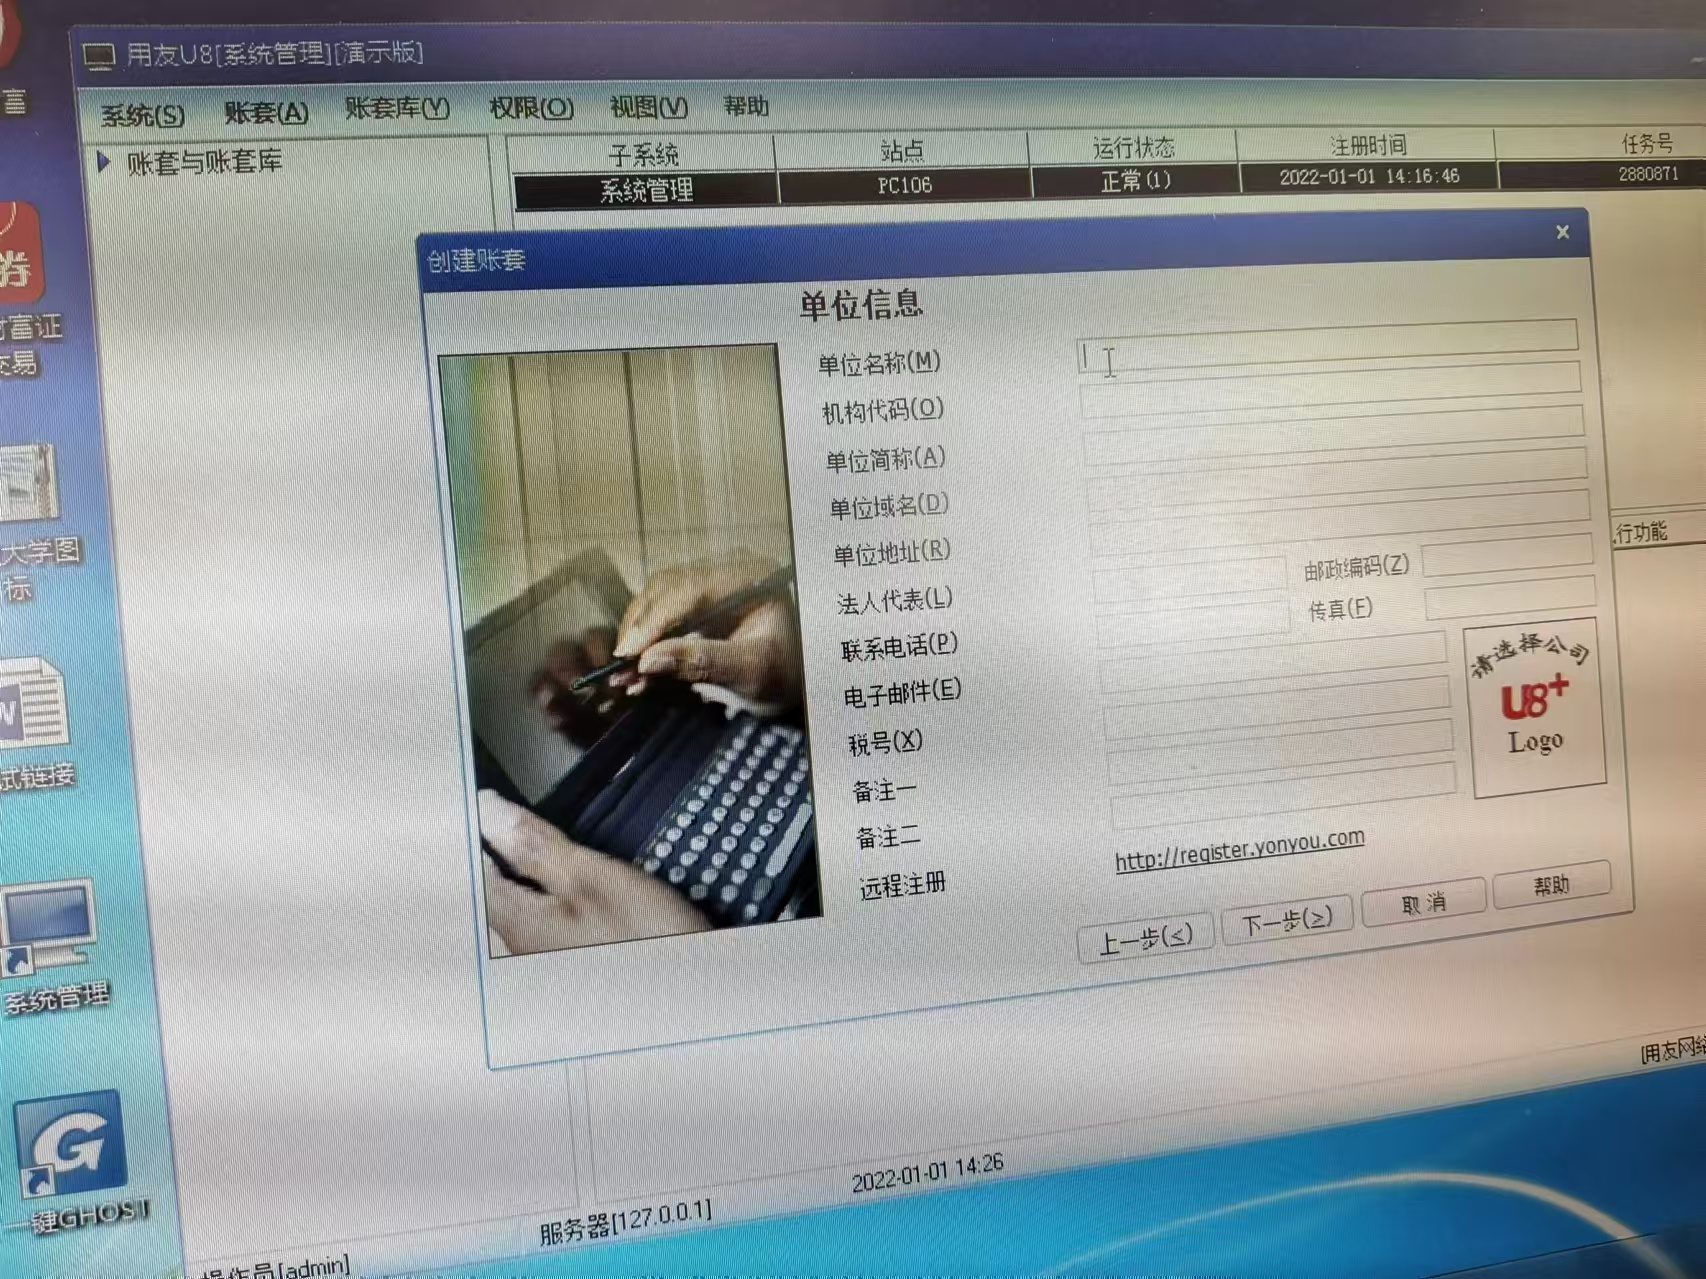 用友U8[系统管理][演示版]
系统(S) 账套(A) 账套库(Y) 权限(O) 视图(V) 帮助
账套与账套库
子系统 站点 运行状态 注册时间 任务号
系统管理 PC106 正常(1) 2022-01-01 14:16:46 2880871
创建账套 x
单位信息
单位名称(M)
机构代码(O)
单位简称(A)
单位域名(D)
单位地址(R)
法人代表(L) 邮政编码(Z)
联系电话(P) 传真(F)
电子邮件(E)
税号(X)
备注一
备注二
远程注册 http://register.yonyou.com
请选择公司
U8+
Logo
上一步(<) 下一步(>) 取消 帮助
行功能
[用友网络
2022-01-01 14:26
服务器[127.0.0.1]
操作员[admin]
富
券
财富证
交易
大学图
标
W
试链接
系统管理
G
一键GHOST